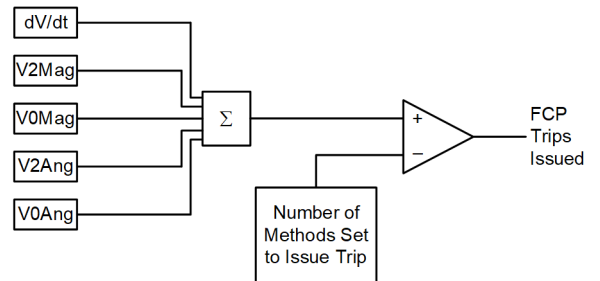 dV/dt
V2Mag
V0Mag
V2Ang
V0Ang
Σ
+
−
Number of
Methods Set
to Issue Trip
FCP
Trips
Issued